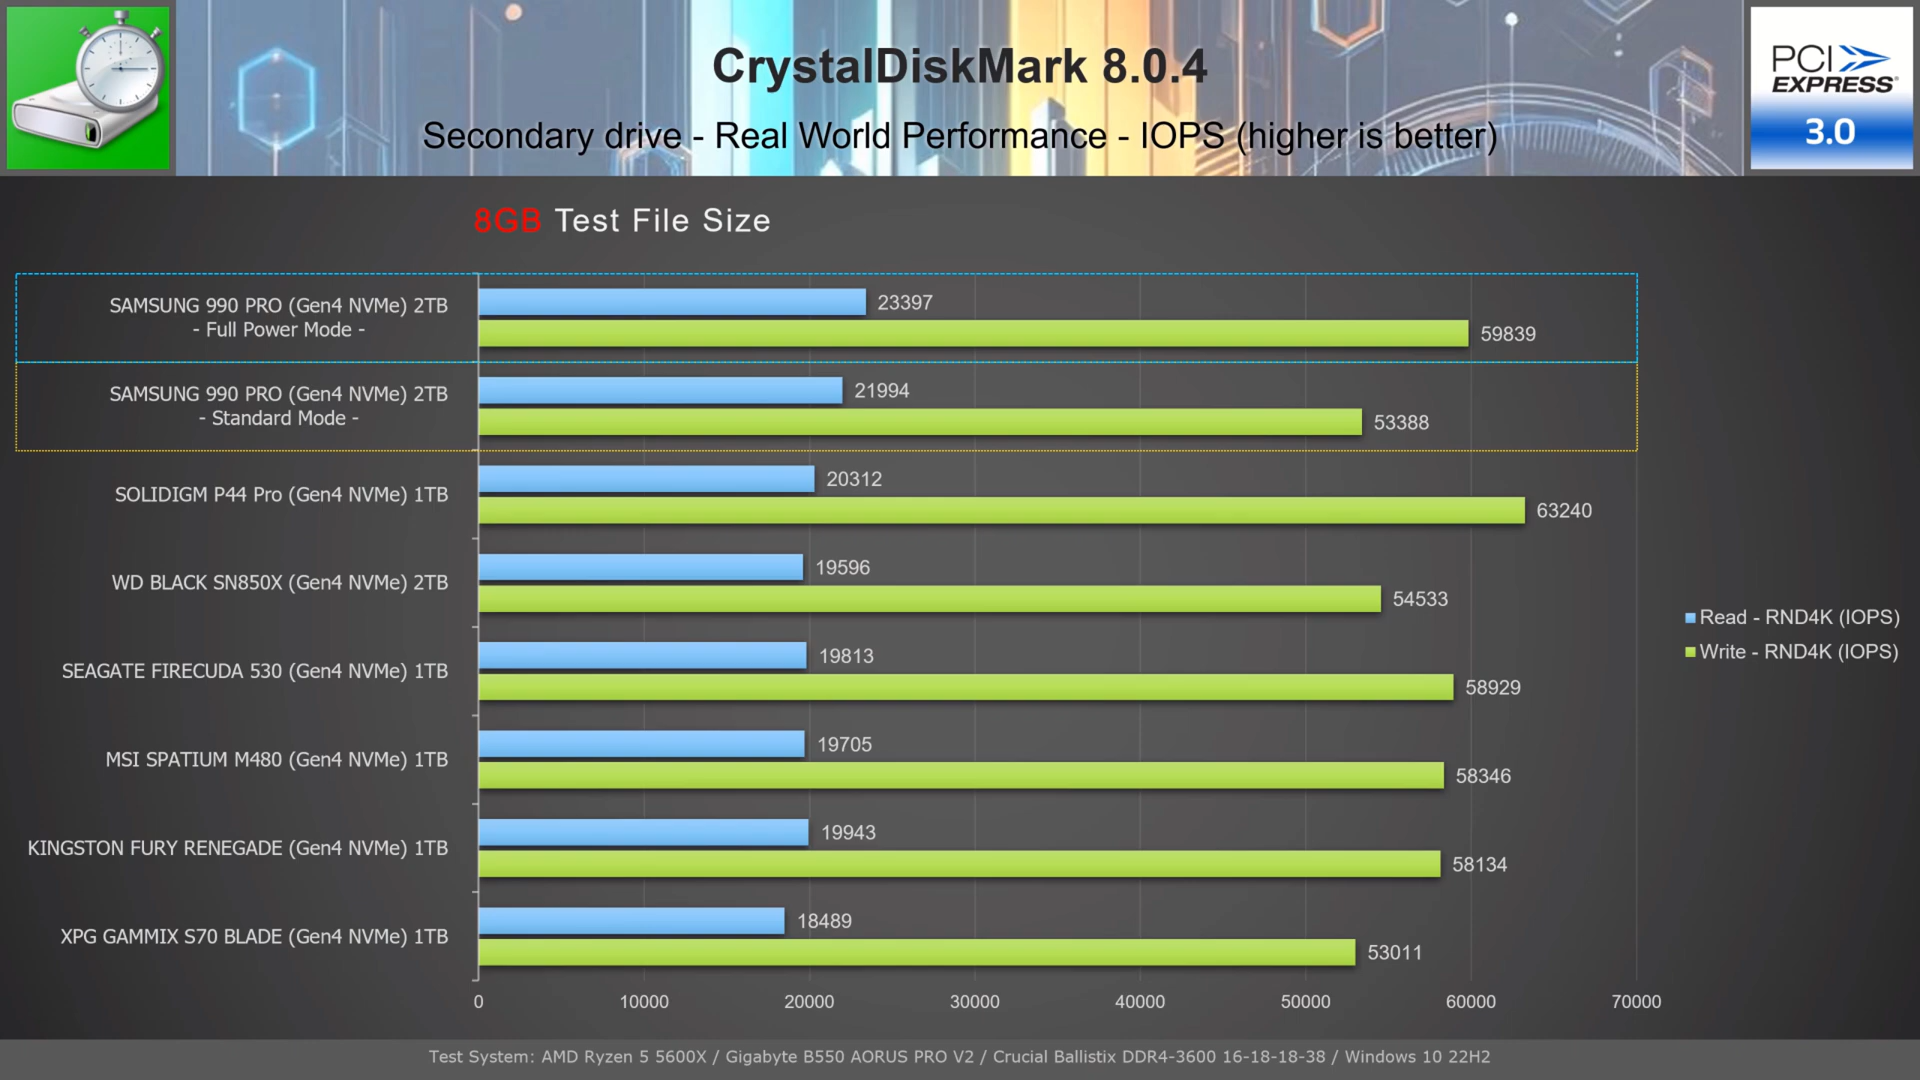 CrystalDiskMark 8.0.4
Secondary drive - Real World Performance - IOPS (higher is better)
PCI
EXPRESS®
3.0
8GB Test File Size
SAMSUNG 990 PRO (Gen4 NVMe) 2TB
- Full Power Mode -
23397
59839
SAMSUNG 990 PRO (Gen4 NVMe) 2TB
- Standard Mode -
21994
53388
SOLIDIGM P44 Pro (Gen4 NVMe) 1TB
20312
63240
WD BLACK SN850X (Gen4 NVMe) 2TB
19596
54533
SEAGATE FIRECUDA 530 (Gen4 NVMe) 1TB
19813
58929
MSI SPATIUM M480 (Gen4 NVMe) 1TB
19705
58346
KINGSTON FURY RENEGADE (Gen4 NVMe) 1TB
19943
58134
XPG GAMMIX S70 BLADE (Gen4 NVMe) 1TB
18489
53011
0 10000 20000 30000 40000 50000 60000 70000
Read - RND4K (IOPS)
Write - RND4K (IOPS)
Test System: AMD Ryzen 5 5600X / Gigabyte B550 AORUS PRO V2 / Crucial Ballistix DDR4-3600 16-18-18-38 / Windows 10 22H2